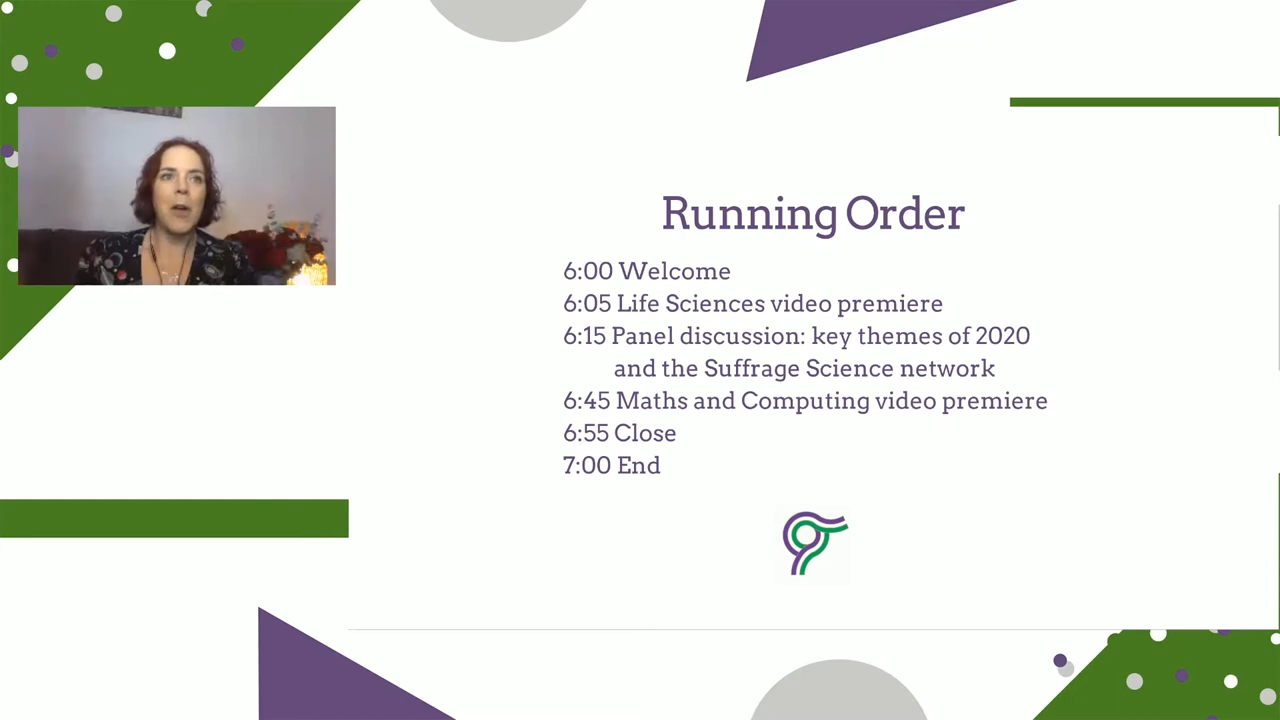 Running Order
6:00 Welcome
6:05 Life Sciences video premiere
6:15 Panel discussion: key themes of 2020
and the Suffrage Science network
6:45 Maths and Computing video premiere
6:55 Close
7:00 End